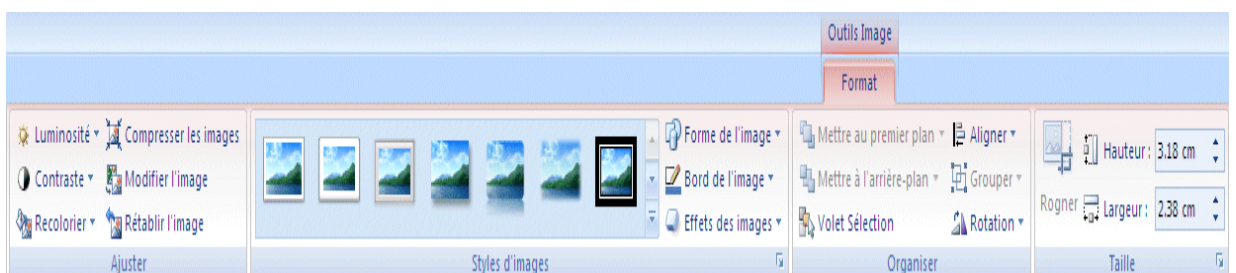 Outils Image
Format
Luminosité
Compresser les images
Contraste
Modifier l'image
Recolorier
Rétablir l'image
Ajuster
Forme de l'image
Bord de l'image
Effets des images
Styles d'images
Mettre au premier plan
Aligner
Mettre à l'arrière-plan
Grouper
Volet Sélection
Rotation
Organiser
Rogner
Hauteur : 3.18 cm
Largeur : 2.38 cm
Taille